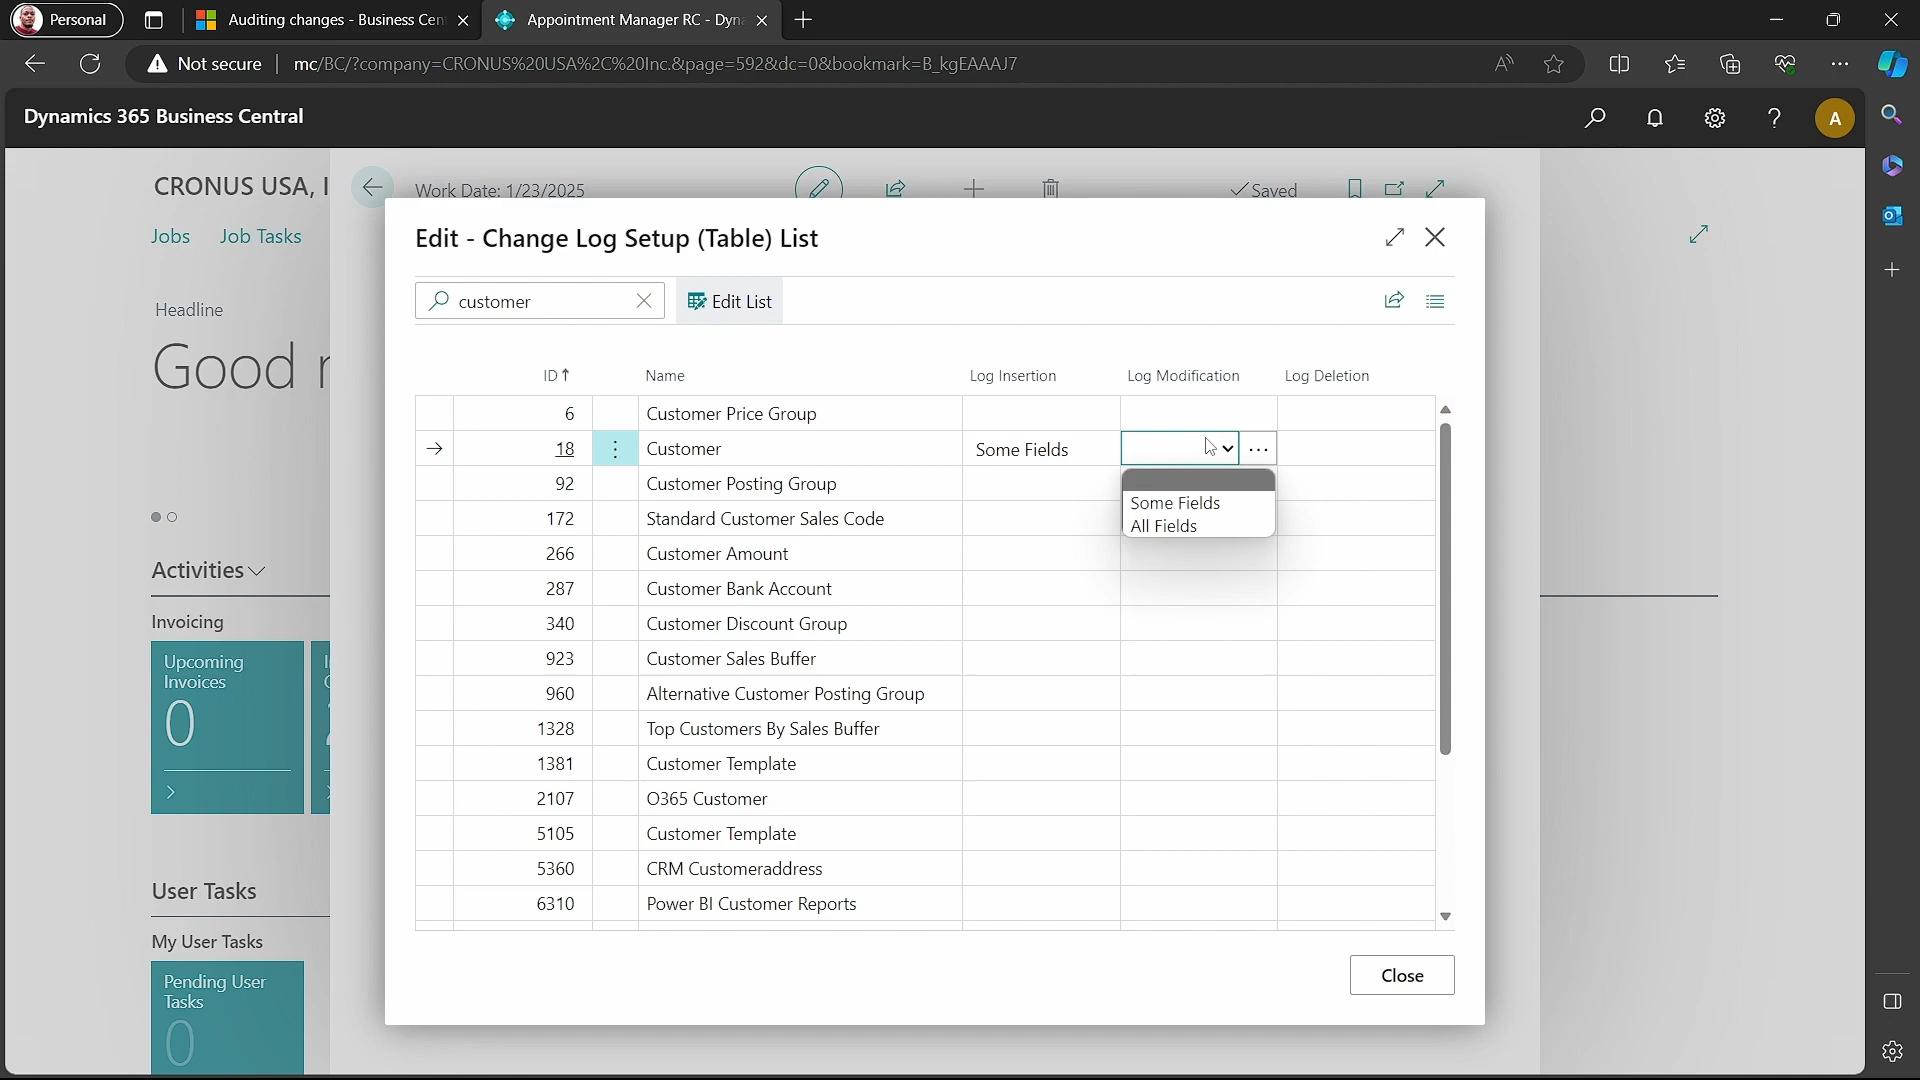 Personal
Auditing changes - Business Cen
Appointment Manager RC - Dyna
Not secure
mc/BC/?company=CRONUS%20USA%2C%20Inc.&page=592&dc=0&bookmark=B_kgEAAAJ7
Dynamics 365 Business Central
A
CRONUS USA, I
Work Date: 1/23/2025
Saved
Jobs
Job Tasks
Edit - Change Log Setup (Table) List
customer
Edit List
Headline
Good
ID↑ Name Log Insertion Log Modification Log Deletion
6 Customer Price Group
18 Customer Some Fields
92 Customer Posting Group
Some Fields
172 Standard Customer Sales Code
All Fields
266 Customer Amount
287 Customer Bank Account
340 Customer Discount Group
923 Customer Sales Buffer
960 Alternative Customer Posting Group
1328 Top Customers By Sales Buffer
1381 Customer Template
2107 O365 Customer
5105 Customer Template
5360 CRM Customeraddress
6310 Power BI Customer Reports
Close
Activities
Invoicing
Upcoming
Invoices
0
User Tasks
My User Tasks
Pending User
Tasks
0